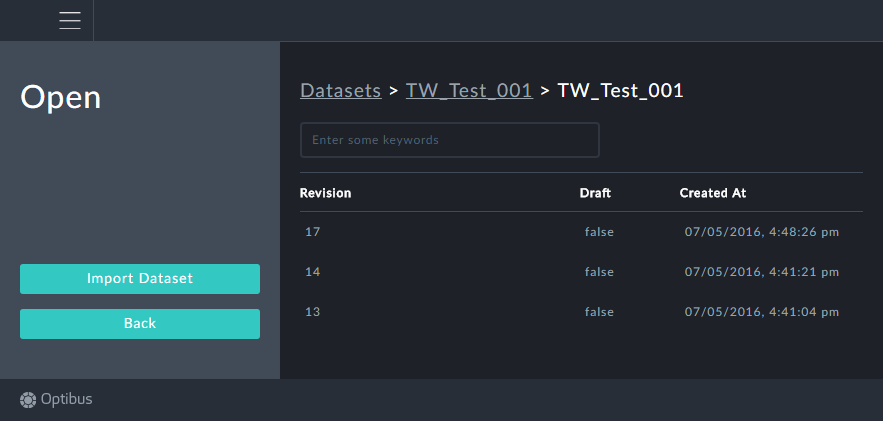 Open
Import Dataset
Back
Datasets > TW_Test_001 > TW_Test_001
Enter some keywords
Revision Draft Created At
17 false 07/05/2016, 4:48:26 pm
14 false 07/05/2016, 4:41:21 pm
13 false 07/05/2016, 4:41:04 pm
Optibus